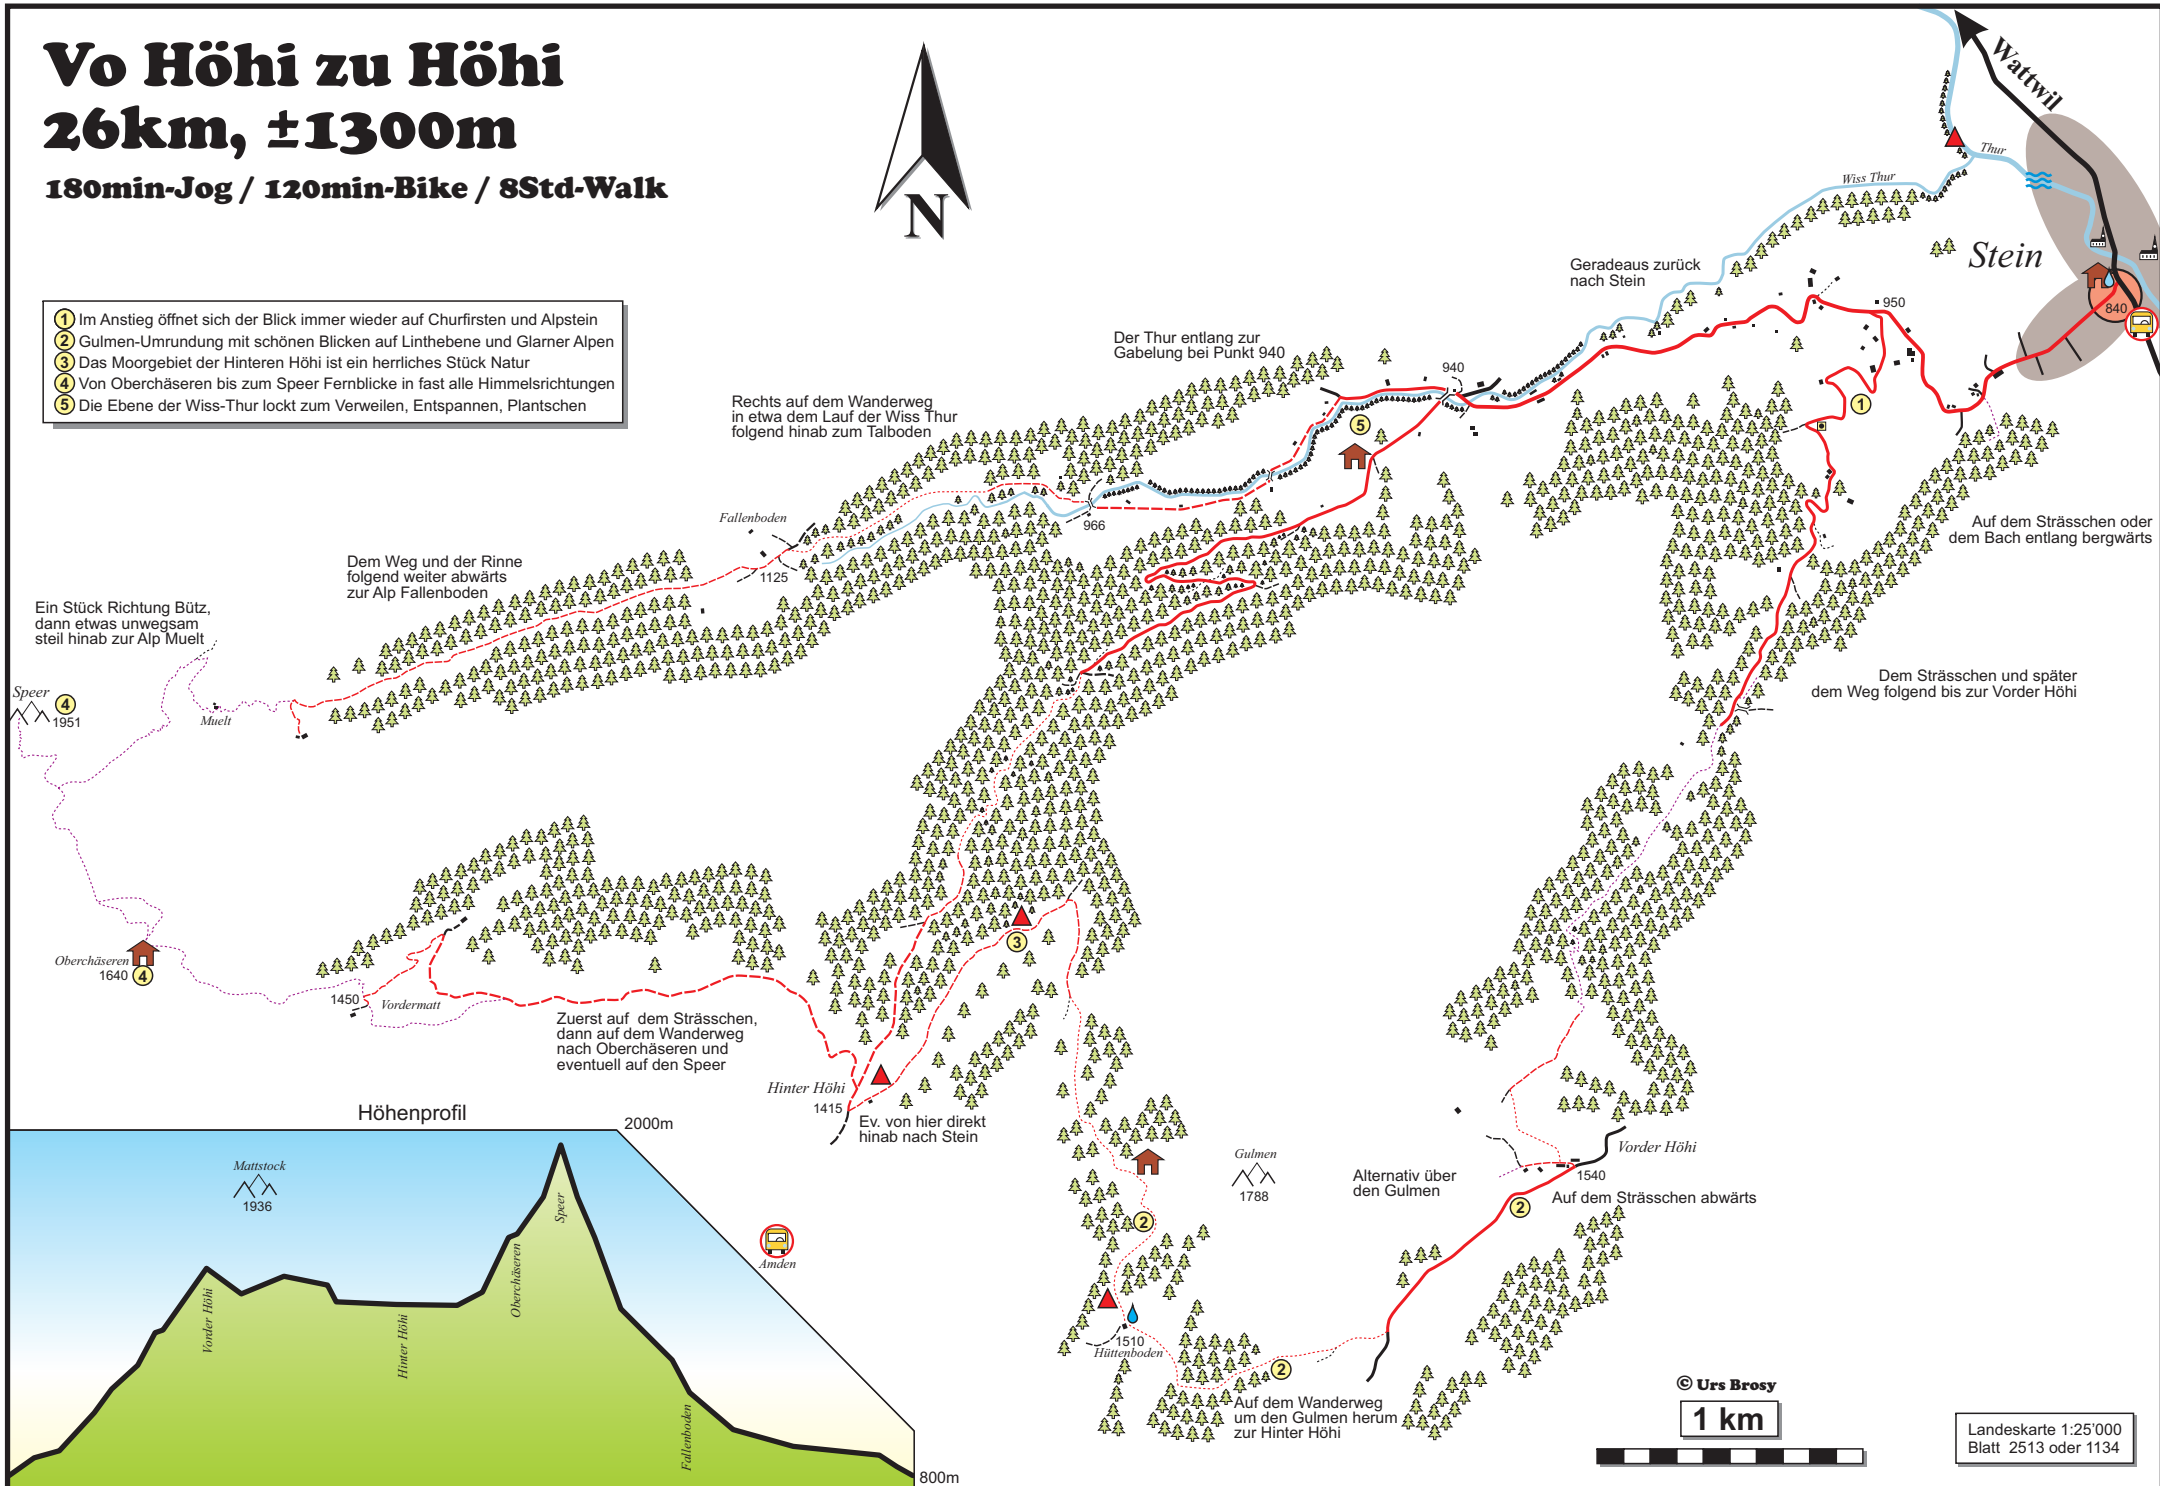 Vo Höhi zu Höhi
26km, ±1300m
180min-Jog / 120min-Bike / 8Std-Walk
N
Wattwil
Thur
Wiss Thur
Stein
840
950
Geradeaus zurück
nach Stein
1 Im Anstieg öffnet sich der Blick immer wieder auf Churfirsten und Alpstein
2 Gulmen-Umrundung mit schönen Blicken auf Linthebene und Glarner Alpen
3 Das Moorgebiet der Hinteren Höhi ist ein herrliches Stück Natur
4 Von Oberchäseren bis zum Speer Fernblicke in fast alle Himmelsrichtungen
5 Die Ebene der Wiss-Thur lockt zum Verweilen, Entspannen, Plantschen
Der Thur entlang zur
Gabelung bei Punkt 940
940
1
5
Rechts auf dem Wanderweg
in etwa dem Lauf der Wiss Thur
folgend hinab zum Talboden
Fallenboden
966
1125
Auf dem Strässchen oder
dem Bach entlang bergwärts
Dem Weg und der Rinne
folgend weiter abwärts
zur Alp Fallenboden
Ein Stück Richtung Bütz,
dann etwas unwegsam
steil hinab zur Alp Muelt
Dem Strässchen und später
dem Weg folgend bis zur Vorder Höhi
Speer
4
1951
Muelt
3
Oberchäseren
1640
4
1450
Vordermatt
Zuerst auf dem Strässchen,
dann auf dem Wanderweg
nach Oberchäseren und
eventuell auf den Speer
Hinter Höhi
1415
Ev. von hier direkt
hinab nach Stein
Vorder Höhi
1540
Gulmen
1788
Alternativ über
den Gulmen
2
Auf dem Strässchen abwärts
2
1510
Hüttenboden
2
Auf dem Wanderweg
um den Gulmen herum
zur Hinter Höhi
Höhenprofil
2000m
Mattstock
1936
Amden
Vorder Höhi
Hinter Höhi
Oberchäseren
Speer
Fallenboden
800m
© Urs Brosy
1 km
Landeskarte 1:25'000
Blatt 2513 oder 1134